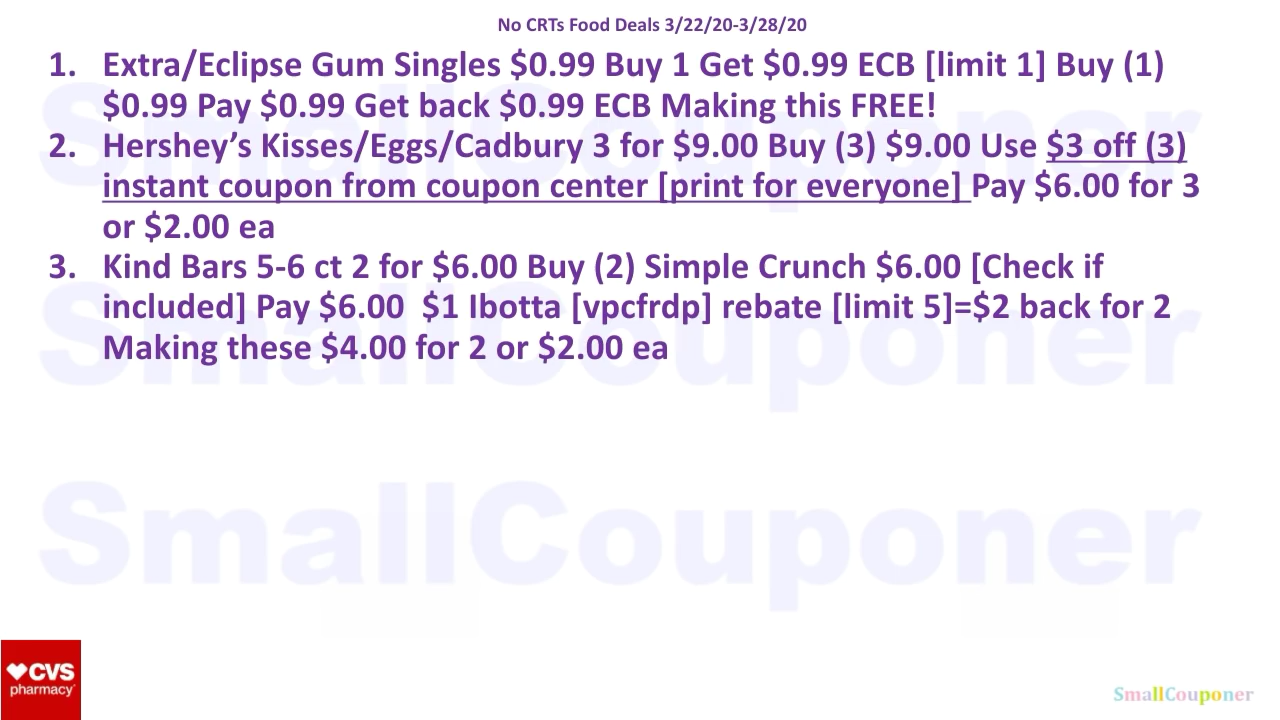 No CRTs Food Deals 3/22/20-3/28/20
1. Extra/Eclipse Gum Singles $0.99 Buy 1 Get $0.99 ECB [limit 1] Buy (1)
$0.99 Pay $0.99 Get back $0.99 ECB Making this FREE!
2. Hershey’s Kisses/Eggs/Cadbury 3 for $9.00 Buy (3) $9.00 Use $3 off (3)
instant coupon from coupon center [print for everyone] Pay $6.00 for 3
or $2.00 ea
3. Kind Bars 5-6 ct 2 for $6.00 Buy (2) Simple Crunch $6.00 [Check if
included] Pay $6.00  $1 Ibotta [vpcfrdp] rebate [limit 5]=$2 back for 2
Making these $4.00 for 2 or $2.00 ea
SmallCouponer
SmallCouponer
SmallCouponer
CVS
pharmacy
SmallCouponer